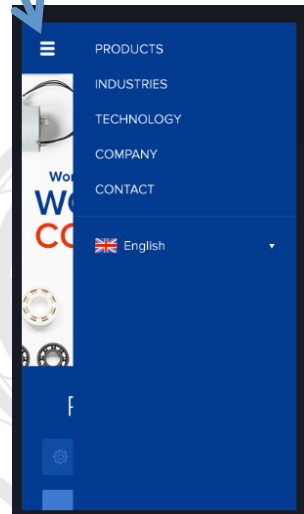 PRODUCTS
INDUSTRIES
TECHNOLOGY
COMPANY
CONTACT
English